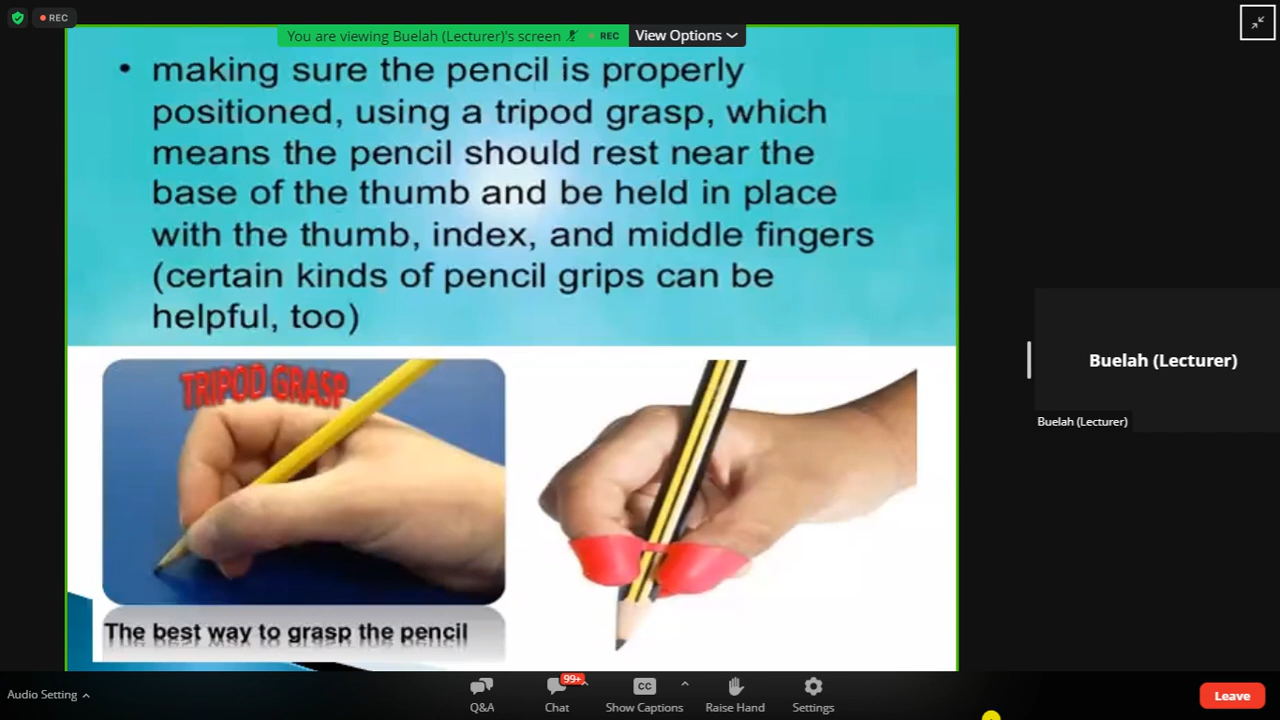 REC
You are viewing Buelah (Lecturer)'s screen REC View Options
• making sure the pencil is properly
positioned, using a tripod grasp, which
means the pencil should rest near the
base of the thumb and be held in place
with the thumb, index, and middle fingers
(certain kinds of pencil grips can be
helpful, too)
TRIPOD GRASP
The best way to grasp the pencil
Buelah (Lecturer)
Buelah (Lecturer)
Audio Setting
Q&A
99+
Chat
CC
Show Captions
Raise Hand
Settings
Leave